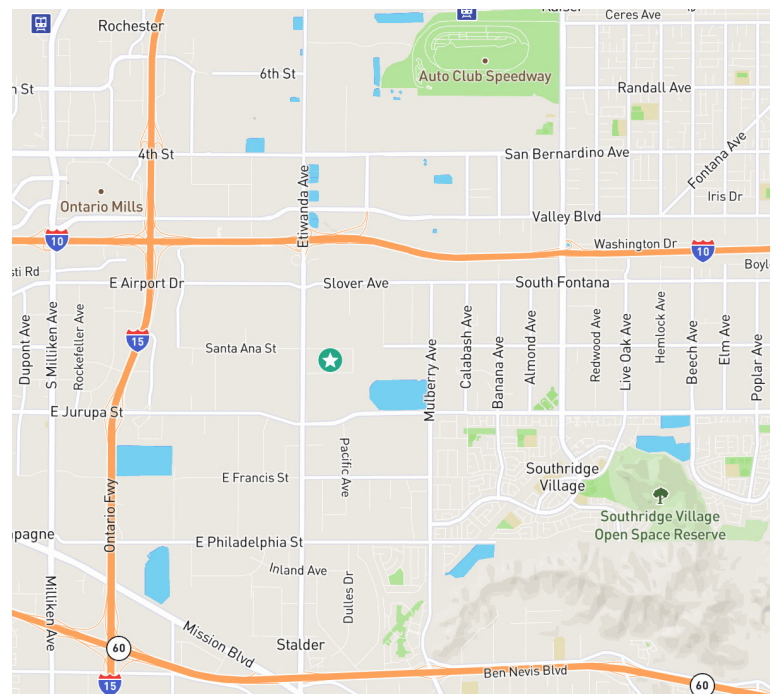 Kaiser
Ceres Ave
Rochester
6th St
Auto Club Speedway
Randall Ave
4th St
San Bernardino Ave
Fontana Ave
Etiwanda Ave
Ontario Mills
Iris Dr
Valley Blvd
10
Washington Dr
10
E Airport Dr
Slover Ave
South Fontana
Dupont Ave
S Milliken Ave
Rockefeller Ave
15
Santa Ana St
Mulberry Ave
Calabash Ave
Banana Ave
Almond Ave
Redwood Ave
Live Oak Ave
Hemlock Ave
Beech Ave
Elm Ave
Poplar Ave
E Jurupa St
Pacific Ave
E Francis St
Southridge
Village
Ontario Fwy
Southridge Village
Open Space Reserve
E Philadelphia St
Inland Ave
Dulles Dr
Milliken Ave
Mission Blvd
Stalder
60
Ben Nevis Blvd
15
60